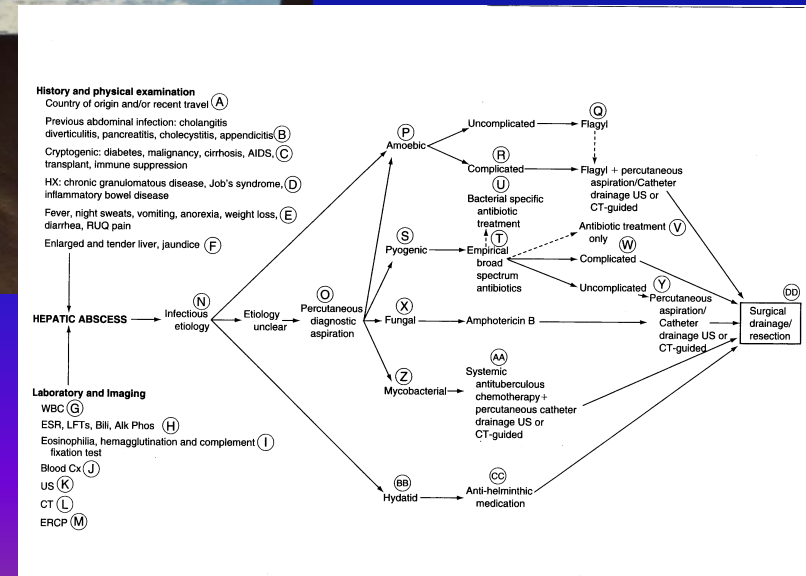 History and physical examination
Country of origin and/or recent travel A
Previous abdominal infection: cholangitis
diverticulitis, pancreatitis, cholecystitis, appendicitis B
Cryptogenic: diabetes, malignancy, cirrhosis, AIDS, C
transplant, immune suppression
HX: chronic granulomatous disease, Job's syndrome, D
inflammatory bowel disease
Fever, night sweats, vomiting, anorexia, weight loss, E
diarrhea, RUQ pain
Enlarged and tender liver, jaundice F
HEPATIC ABSCESS
Laboratory and Imaging
WBC G
ESR, LFTs, Bili, Alk Phos H
Eosinophilia, hemagglutination and complement I
fixation test
Blood Cx J
US K
CT L
ERCP M
N
Infectious
etiology
Etiology
unclear
O
Percutaneous
diagnostic
aspiration
P
Amoebic
Uncomplicated
Q
Flagyl
R
Complicated
Flagyl + percutaneous
aspiration/Catheter
drainage US or
CT-guided
S
Pyogenic
U
Bacterial specific
antibiotic
treatment
T
Empirical
broad
spectrum
antibiotics
Antibiotic treatment V
only
W
Complicated
Uncomplicated
Y
Percutaneous
aspiration/
Catheter
drainage US or
CT-guided
X
Fungal
Amphotericin B
Z
Mycobacterial
AA
Systemic
antituberculous
chemotherapy+
percutaneous catheter
drainage US or
CT-guided
BB
Hydatid
CC
Anti-helminthic
medication
DD
Surgical
drainage/
resection